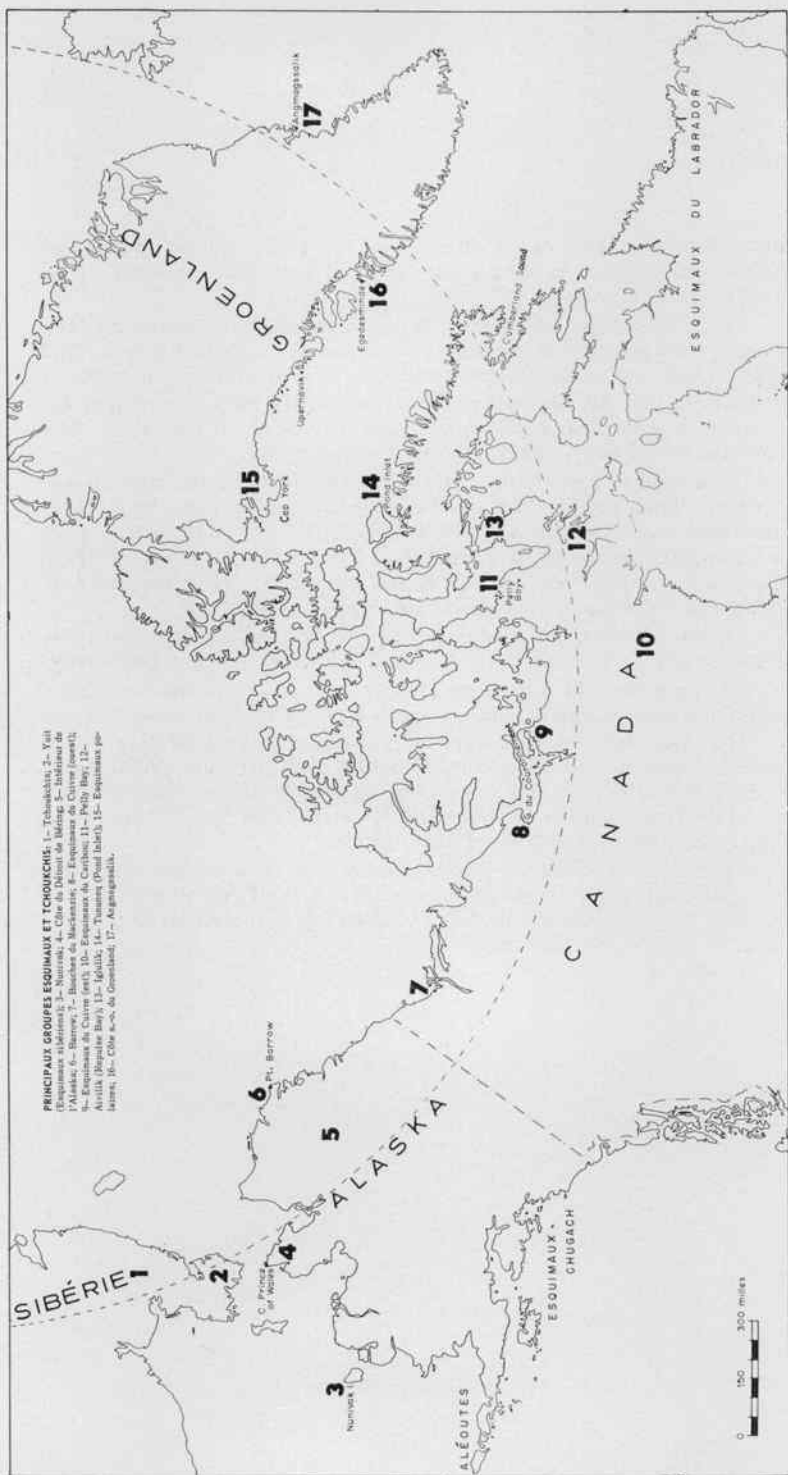 PRINCIPAUX GROUPES ESQUIMAUX ET TCHOUKCHIS: 1– Tchoukchis; 2– Yuit
(Esquimaux sibériens); 3– Nunivak; 4– Côte du Détroit de Béring; 5– Intérieur de
l'Alaska; 6– Barrow; 7– Bouches du Mackenzie; 8– Esquimaux du Cuivre (ouest);
9– Esquimaux du Cuivre (est); 10– Esquimaux du Caribou; 11– Pelly Bay; 12–
Aivilik (Repulse Bay); 13– Iglulik; 14– Tununeq (Pond Inlet); 15– Esquimaux po-
laires; 16– Côte s.-o. du Groenland; 17– Angmagssalik.
SIBÉRIE
1
2
C. Prince
of Wales
4
3
Nunivak I.
ALÉOUTES
ESQUIMAUX -
CHUGACH
ALASKA
5
6
Pt. Barrow
7
8
G. du Couronnement
9
CANADA
10
11
Pelly
Bay
12
13
14
Pond Inlet
15
Cap York
GROENLAND
Upernavik
Egedesminde
16
Cumberland Sound
17
Angmagssalik
ESQUIMAUX DU LABRADOR
0 150 300 milles